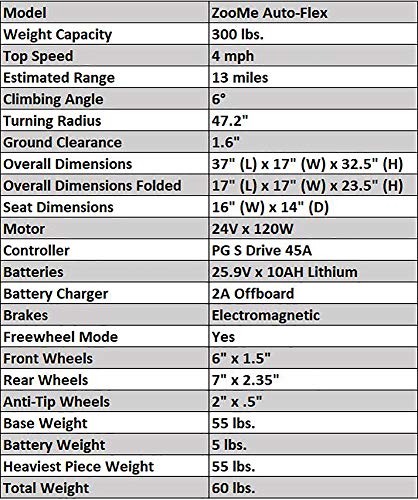 Model ZooMe Auto-Flex
Weight Capacity 300 lbs.
Top Speed 4 mph
Estimated Range 13 miles
Climbing Angle 6°
Turning Radius 47.2"
Ground Clearance 1.6"
Overall Dimensions 37" (L) x 17" (W) x 32.5" (H)
Overall Dimensions Folded 17" (L) x 17" (W) x 23.5" (H)
Seat Dimensions 16" (W) x 14" (D)
Motor 24V x 120W
Controller PG S Drive 45A
Batteries 25.9V x 10AH Lithium
Battery Charger 2A Offboard
Brakes Electromagnetic
Freewheel Mode Yes
Front Wheels 6" x 1.5"
Rear Wheels 7" x 2.35"
Anti-Tip Wheels 2" x .5"
Base Weight 55 lbs.
Battery Weight 5 lbs.
Heaviest Piece Weight 55 lbs.
Total Weight 60 lbs.